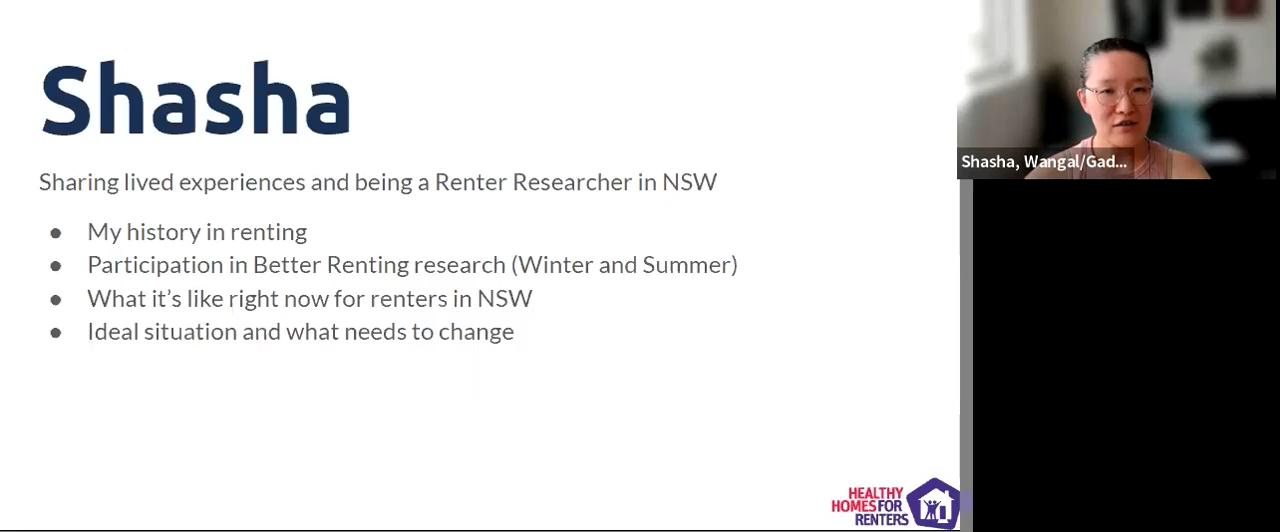 Shasha
Sharing lived experiences and being a Renter Researcher in NSW
● My history in renting
● Participation in Better Renting research (Winter and Summer)
● What it's like right now for renters in NSW
● Ideal situation and what needs to change
Shasha, Wangal/Gad...
HEALTHY
HOMES FOR
RENTERS